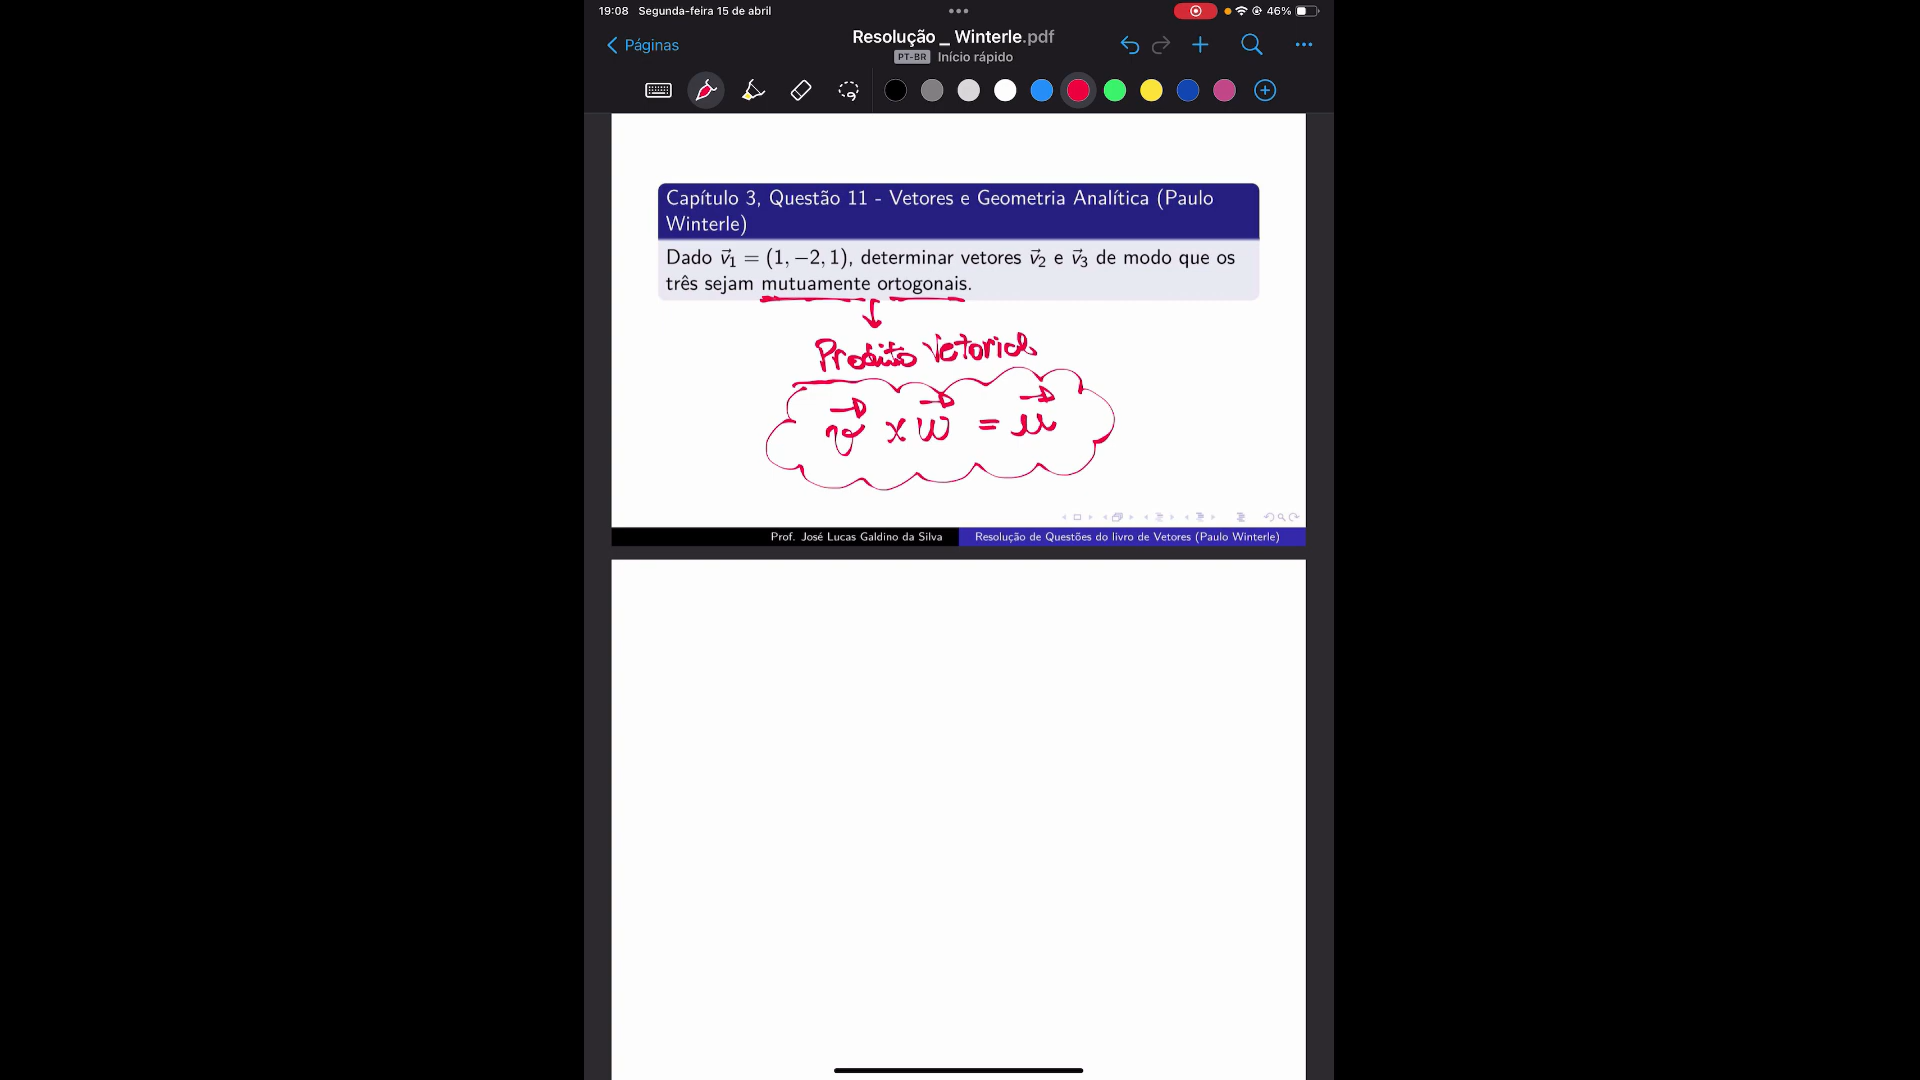 19:08 Segunda-feira 15 de abril
46%
Páginas
Resolução _ Winterle.pdf
PT-BR Início rápido
Capítulo 3, Questão 11 - Vetores e Geometria Analítica (Paulo
Winterle)
Dado v⃗₁ = (1, −2, 1), determinar vetores v⃗₂ e v⃗₃ de modo que os
três sejam mutuamente ortogonais.
Produto Vetorial
v⃗ x w⃗ = u⃗
Prof. José Lucas Galdino da Silva
Resolução de Questões do livro de Vetores (Paulo Winterle)